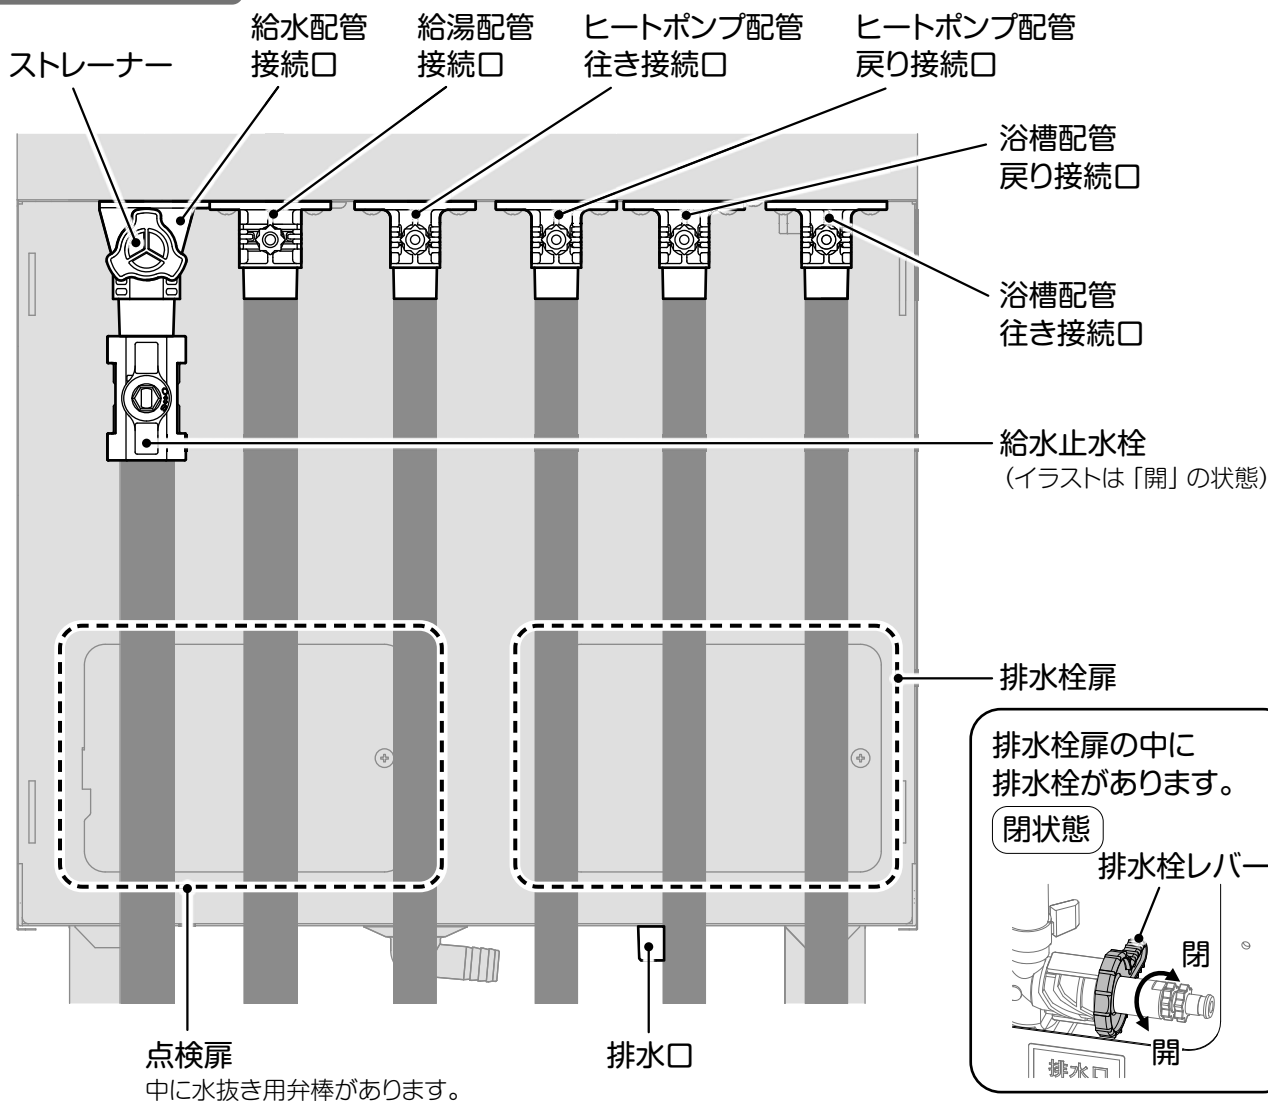 ストレーナー
給水配管
接続口
給湯配管
接続口
ヒートポンプ配管
往き接続口
ヒートポンプ配管
戻り接続口
浴槽配管
戻り接続口
浴槽配管
往き接続口
給水止水栓
（イラストは「開」の状態）
排水栓扉
排水栓扉の中に
排水栓があります。
閉状態
排水栓レバー
閉
開
排水口
点検扉
中に水抜き用弁棒があります。
排水口